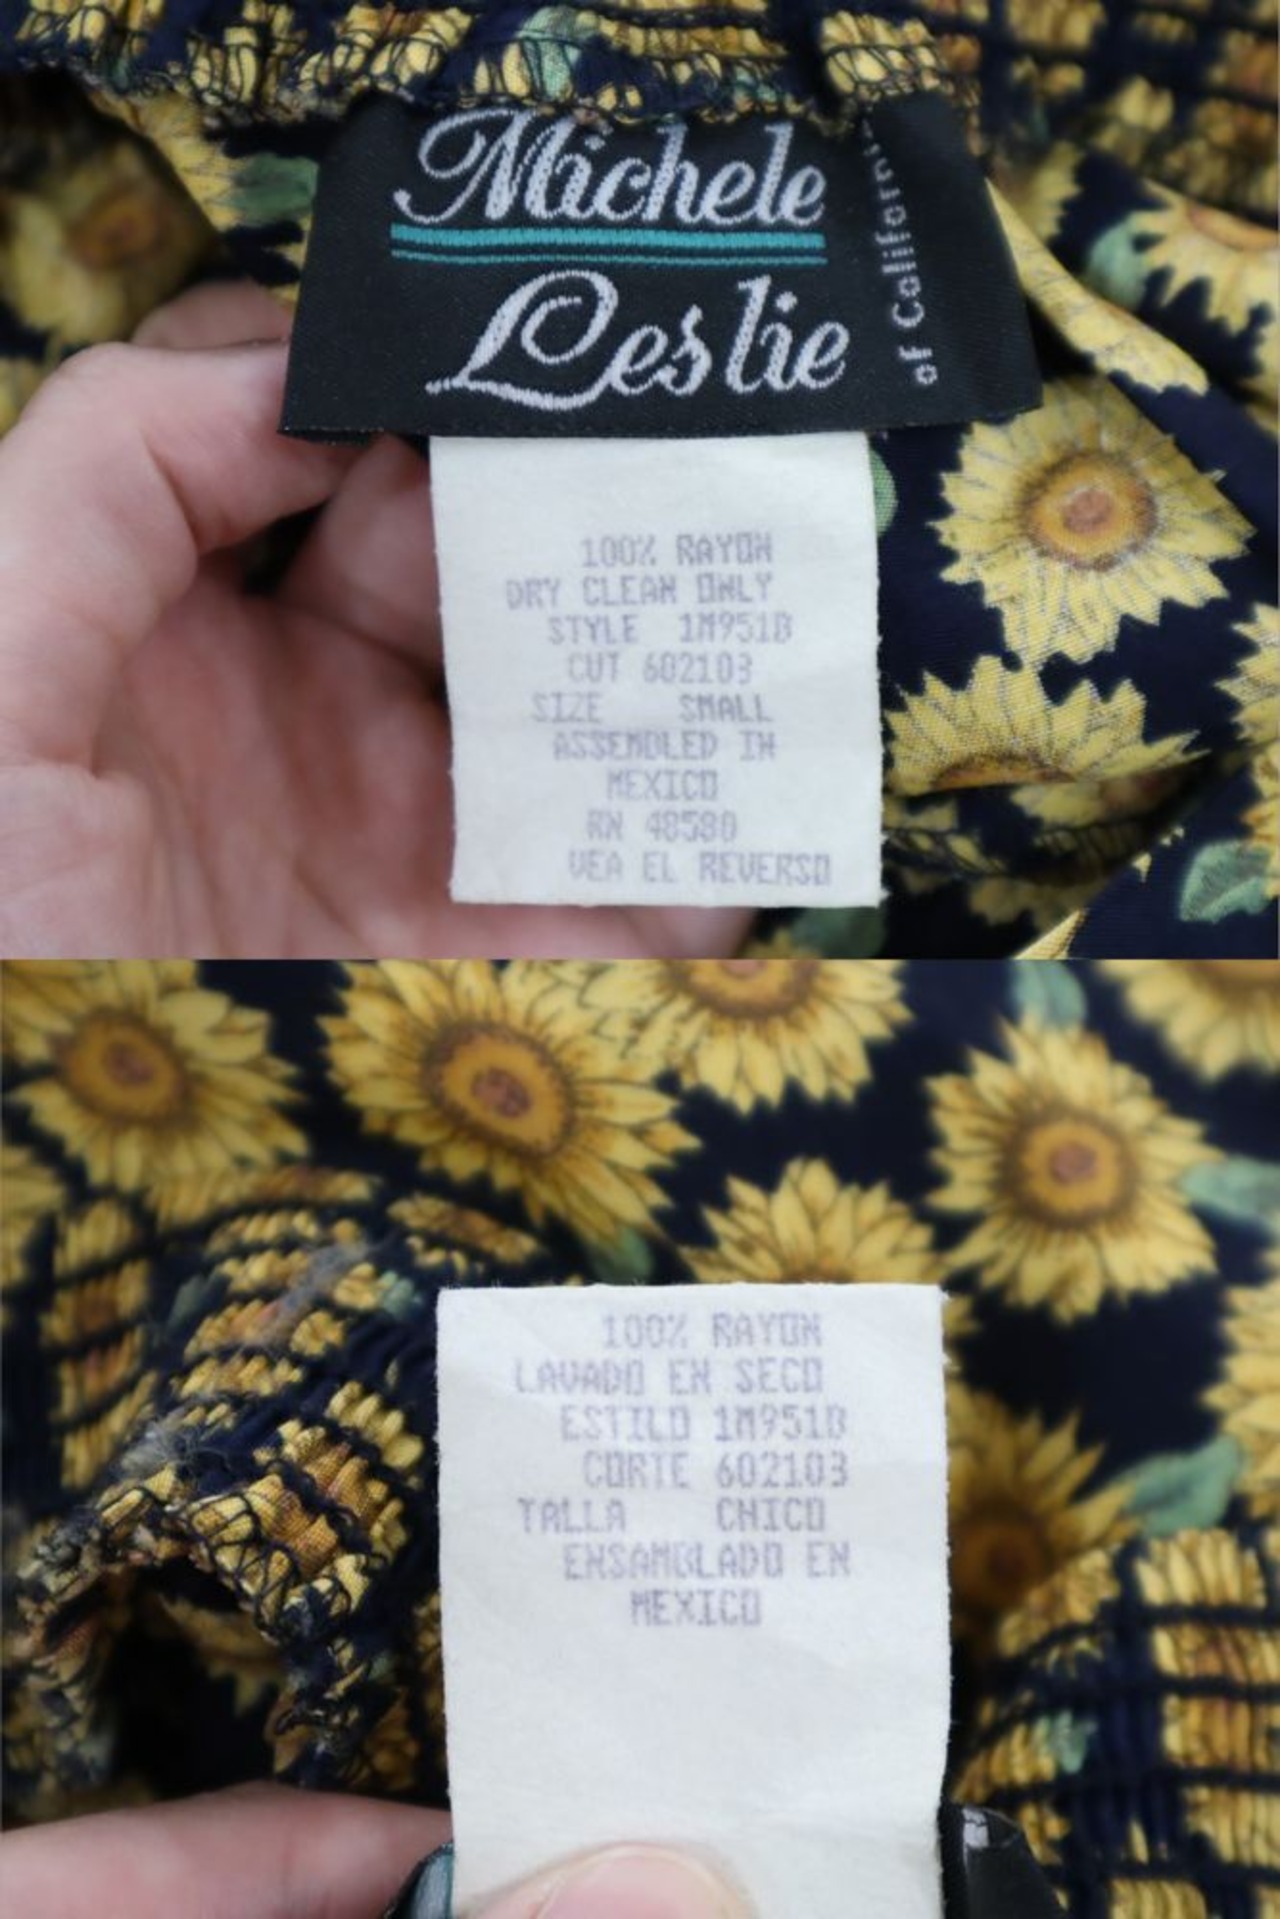 Michele
Leslie
of California
100% RAYON
DRY CLEAN ONLY
STYLE 1M951B
CUT 602103
SIZE SMALL
ASSEMBLED IN
MEXICO
RN 48580
VEA EL REVERSO
100% RAYON
LAVADO EN SECO
ESTILO 1M951B
CORTE 602103
TALLA CHICO
ENSAMBLADO EN
MEXICO